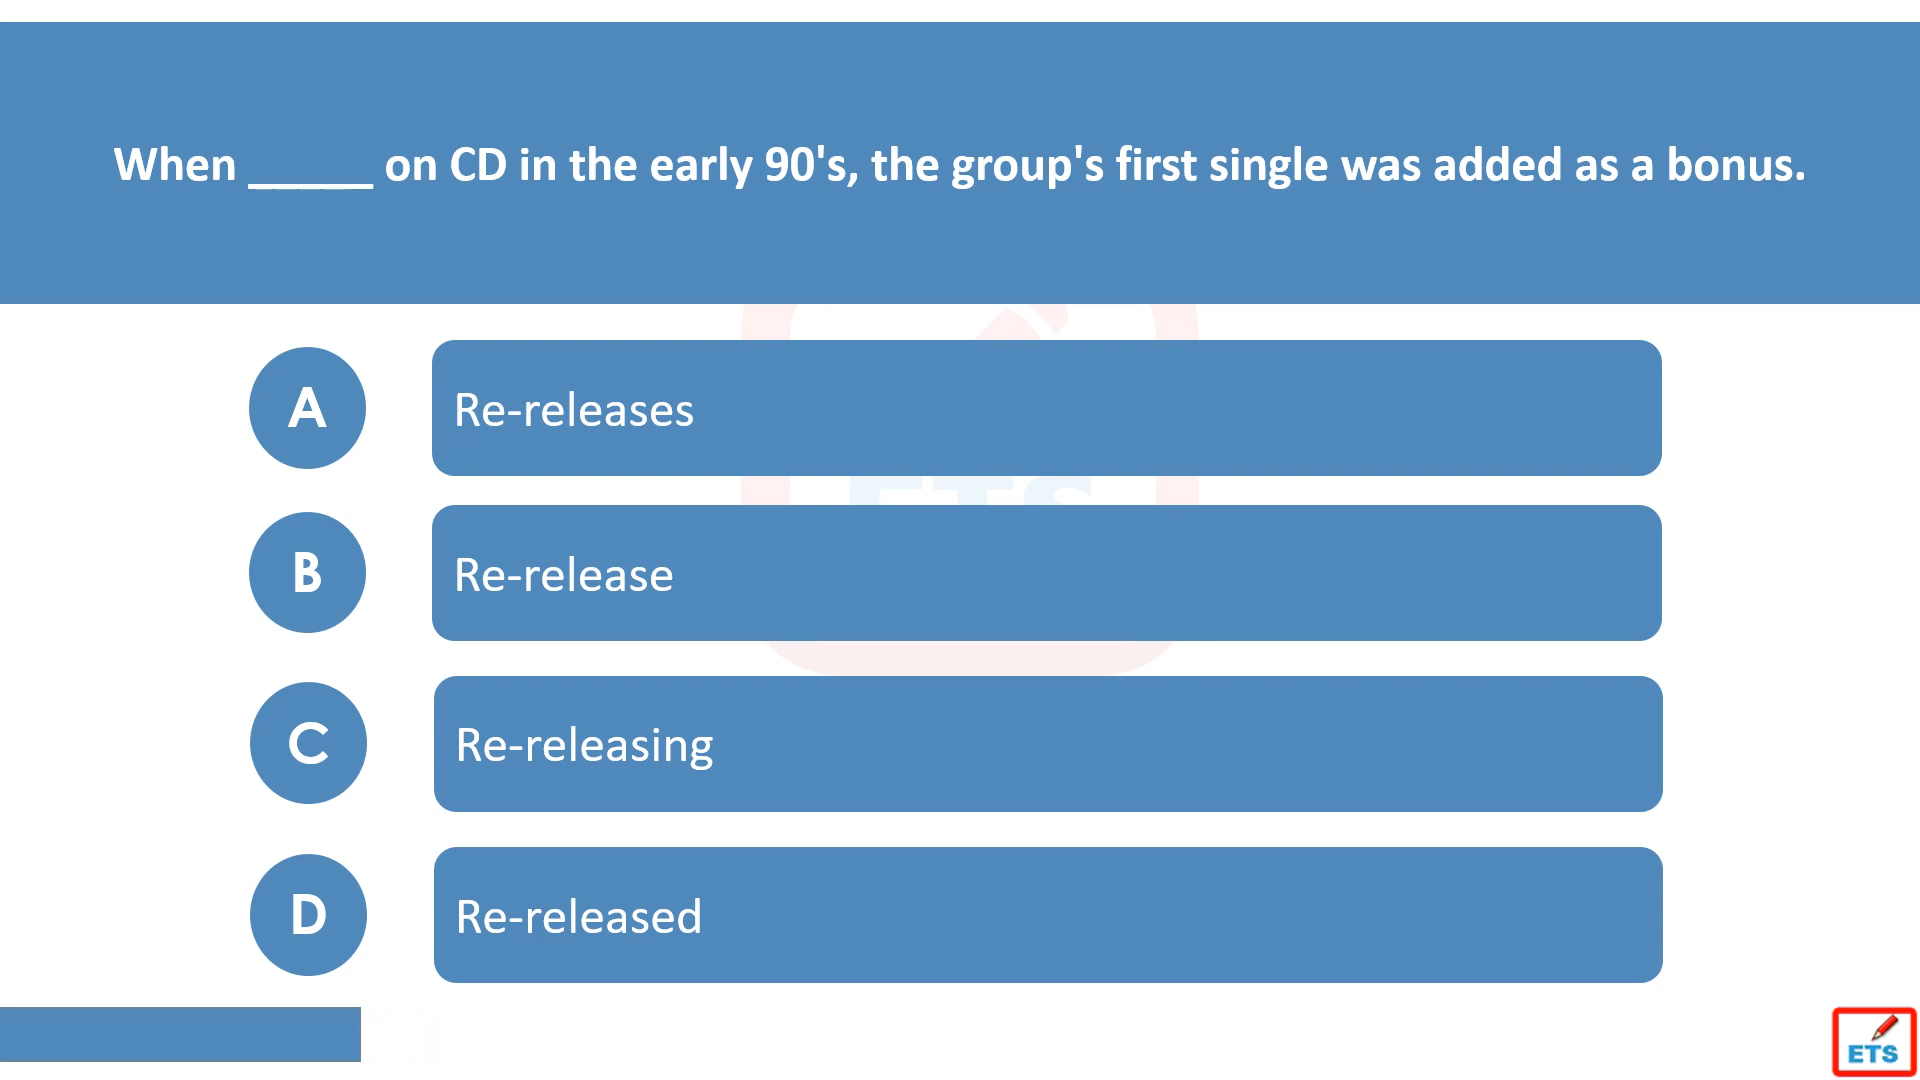 When _____ on CD in the early 90's, the group's first single was added as a bonus.
A
Re-releases
B
Re-release
C
Re-releasing
D
Re-released
ETS
ETS